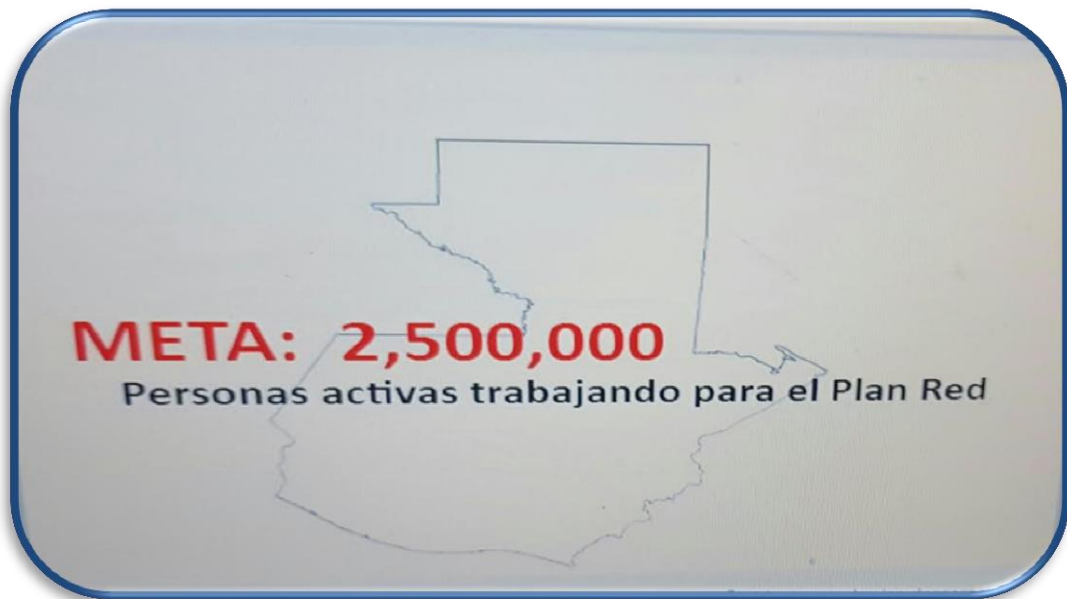 META: 2,500,000
Personas activas trabajando para el Plan Red